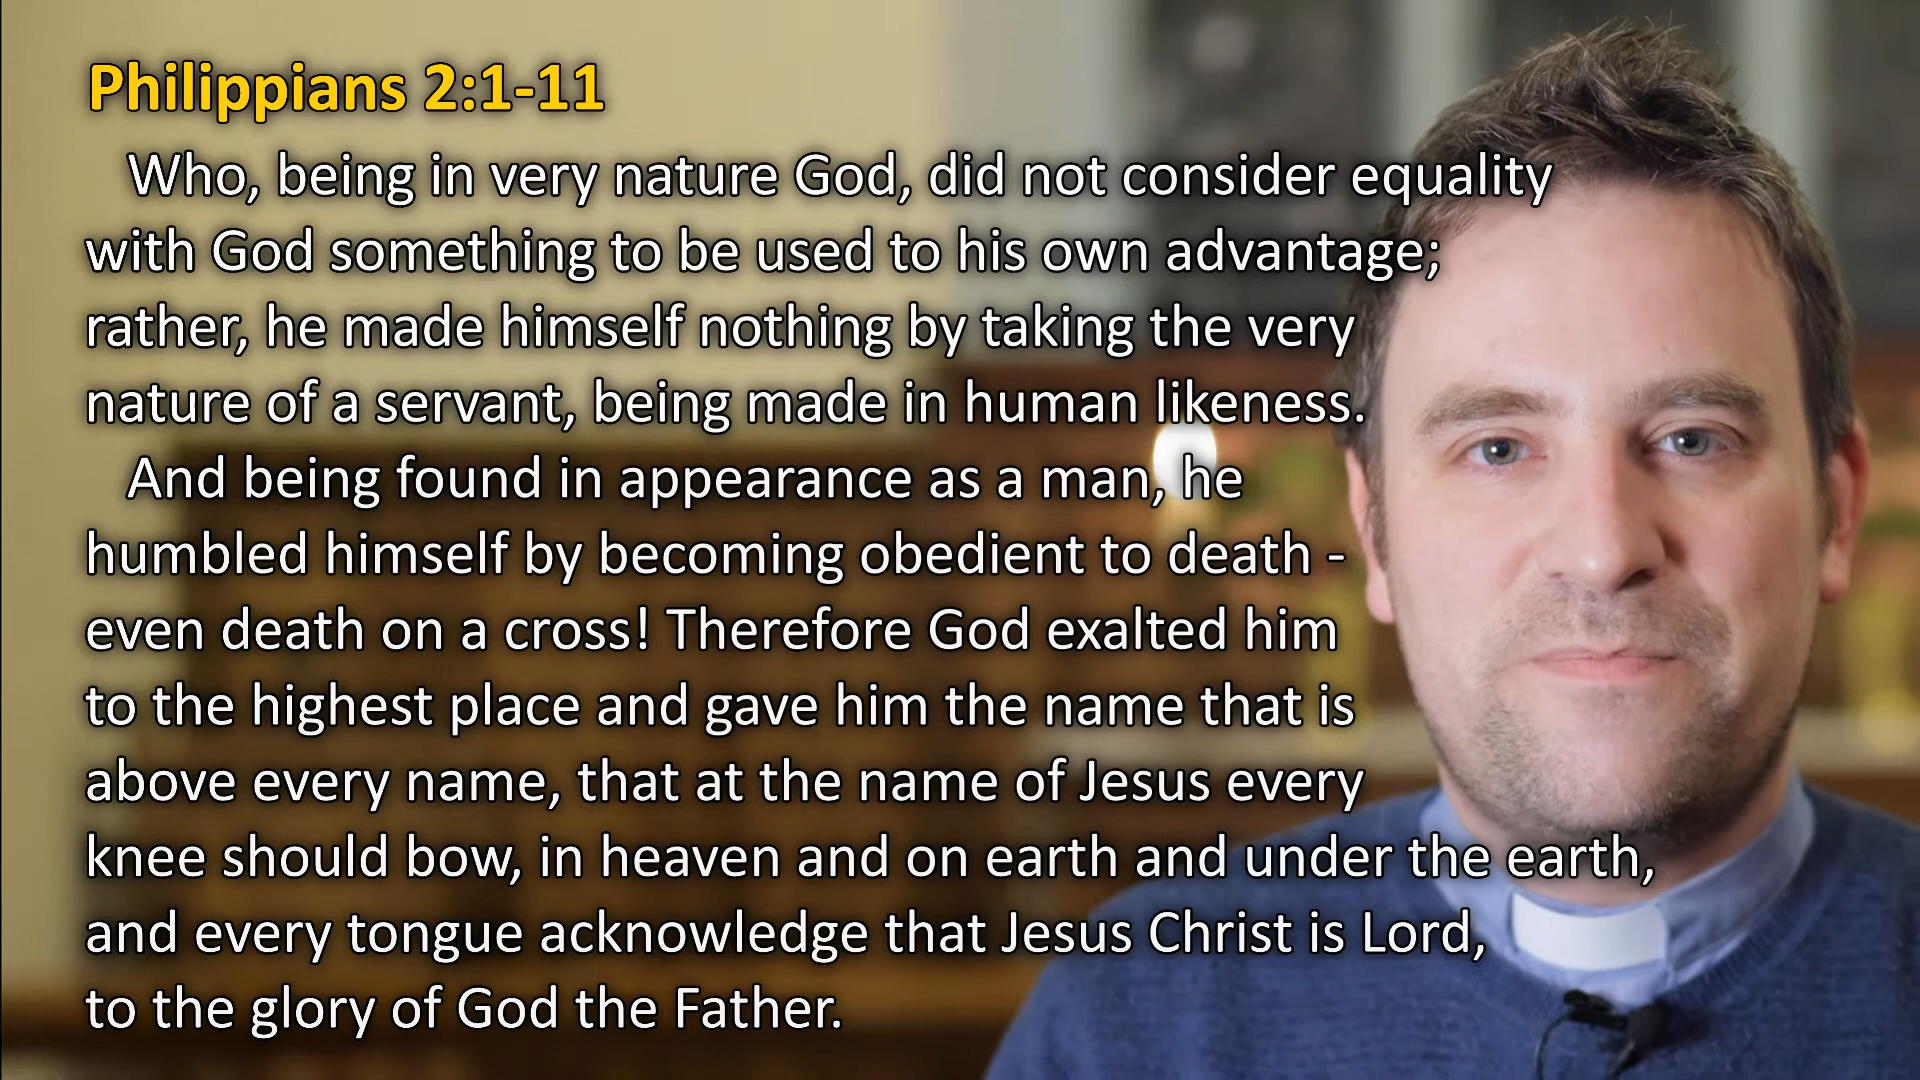 Philippians 2:1-11
Who, being in very nature God, did not consider equality
with God something to be used to his own advantage;
rather, he made himself nothing by taking the very
nature of a servant, being made in human likeness.
And being found in appearance as a man, he
humbled himself by becoming obedient to death -
even death on a cross! Therefore God exalted him
to the highest place and gave him the name that is
above every name, that at the name of Jesus every
knee should bow, in heaven and on earth and under the earth,
and every tongue acknowledge that Jesus Christ is Lord,
to the glory of God the Father.